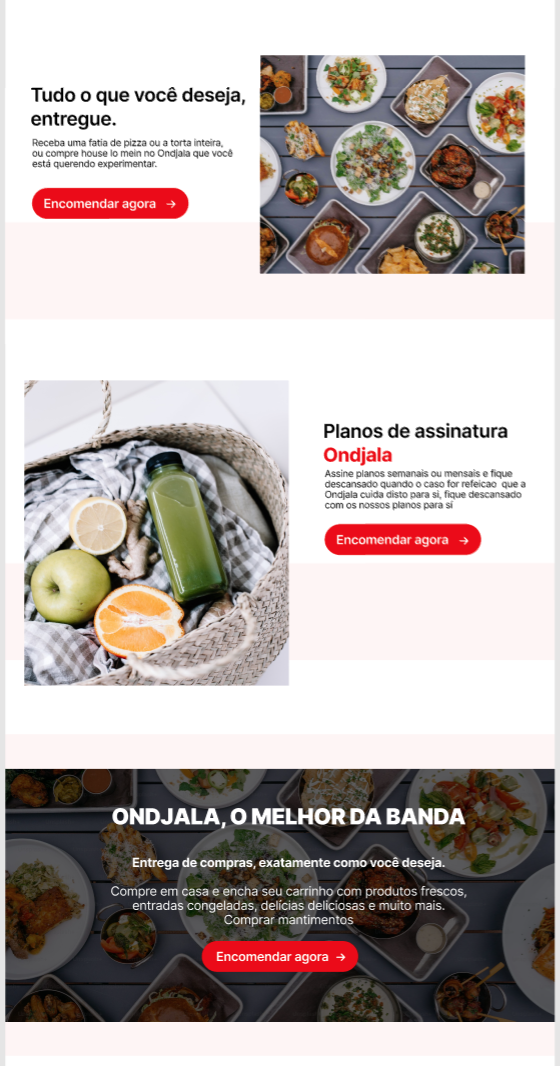 Tudo o que você deseja,
entregue.
Receba uma fatia de pizza ou a torta inteira,
ou compre house lo mein no Ondjala que você
está querendo experimentar.
Encomendar agora →
Planos de assinatura
Ondjala
Assine planos semanais ou mensais e fique
descansado quando o caso for refeicao que a
Ondjala cuida disto para si, fique descansado
com os nossos planos para si
Encomendar agora →
ONDJALA, O MELHOR DA BANDA
Entrega de compras, exatamente como você deseja.
Compre em casa e encha seu carrinho com produtos frescos,
entradas congeladas, delícias deliciosas e muito mais.
Comprar mantimentos
Encomendar agora →